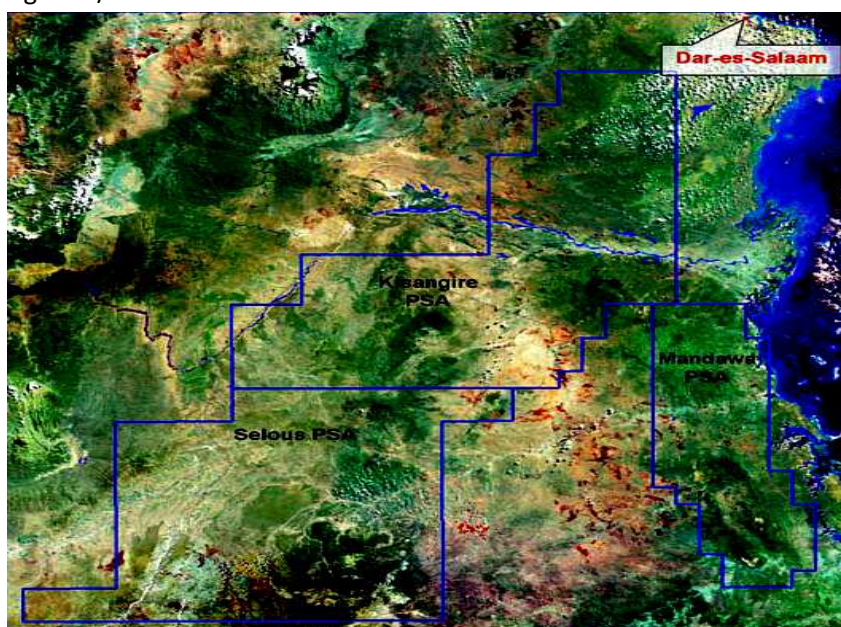 Dar-es-Salaam
Kisangire
PSA
Mandawa
PSA
Selous PSA